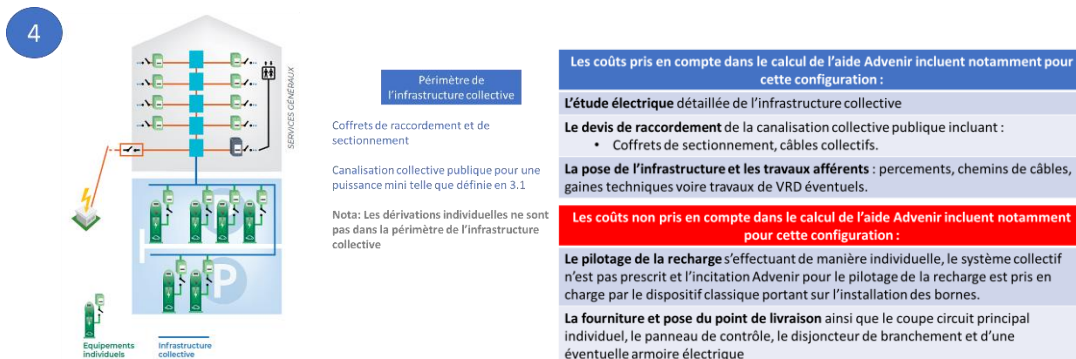 4
SERVICES GÉNÉRAUX
P
Equipements
individuels
Infrastructure
collective
Périmètre de
l'infrastructure collective
Coffrets de raccordement et de
sectionnement
Canalisation collective publique pour une
puissance mini telle que définie en 3.1
Nota: Les dérivations individuelles ne sont
pas dans la périmètre de l'infrastructure
collective
Les coûts pris en compte dans le calcul de l'aide Advenir incluent notamment pour
cette configuration :
L'étude électrique détaillée de l'infrastructure collective
Le devis de raccordement de la canalisation collective publique incluant :
• Coffrets de sectionnement, câbles collectifs.
La pose de l'infrastructure et les travaux afférents : percements, chemins de câbles,
gaines techniques voire travaux de VRD éventuels.
Les coûts non pris en compte dans le calcul de l'aide Advenir incluent notamment
pour cette configuration :
Le pilotage de la recharge s'effectuant de manière individuelle, le système collectif
n'est pas prescrit et l'incitation Advenir pour le pilotage de la recharge est pris en
charge par le dispositif classique portant sur l'installation des bornes.
La fourniture et pose du point de livraison ainsi que le coupe circuit principal
individuel, le panneau de contrôle, le disjoncteur de branchement et d'une
éventuelle armoire électrique